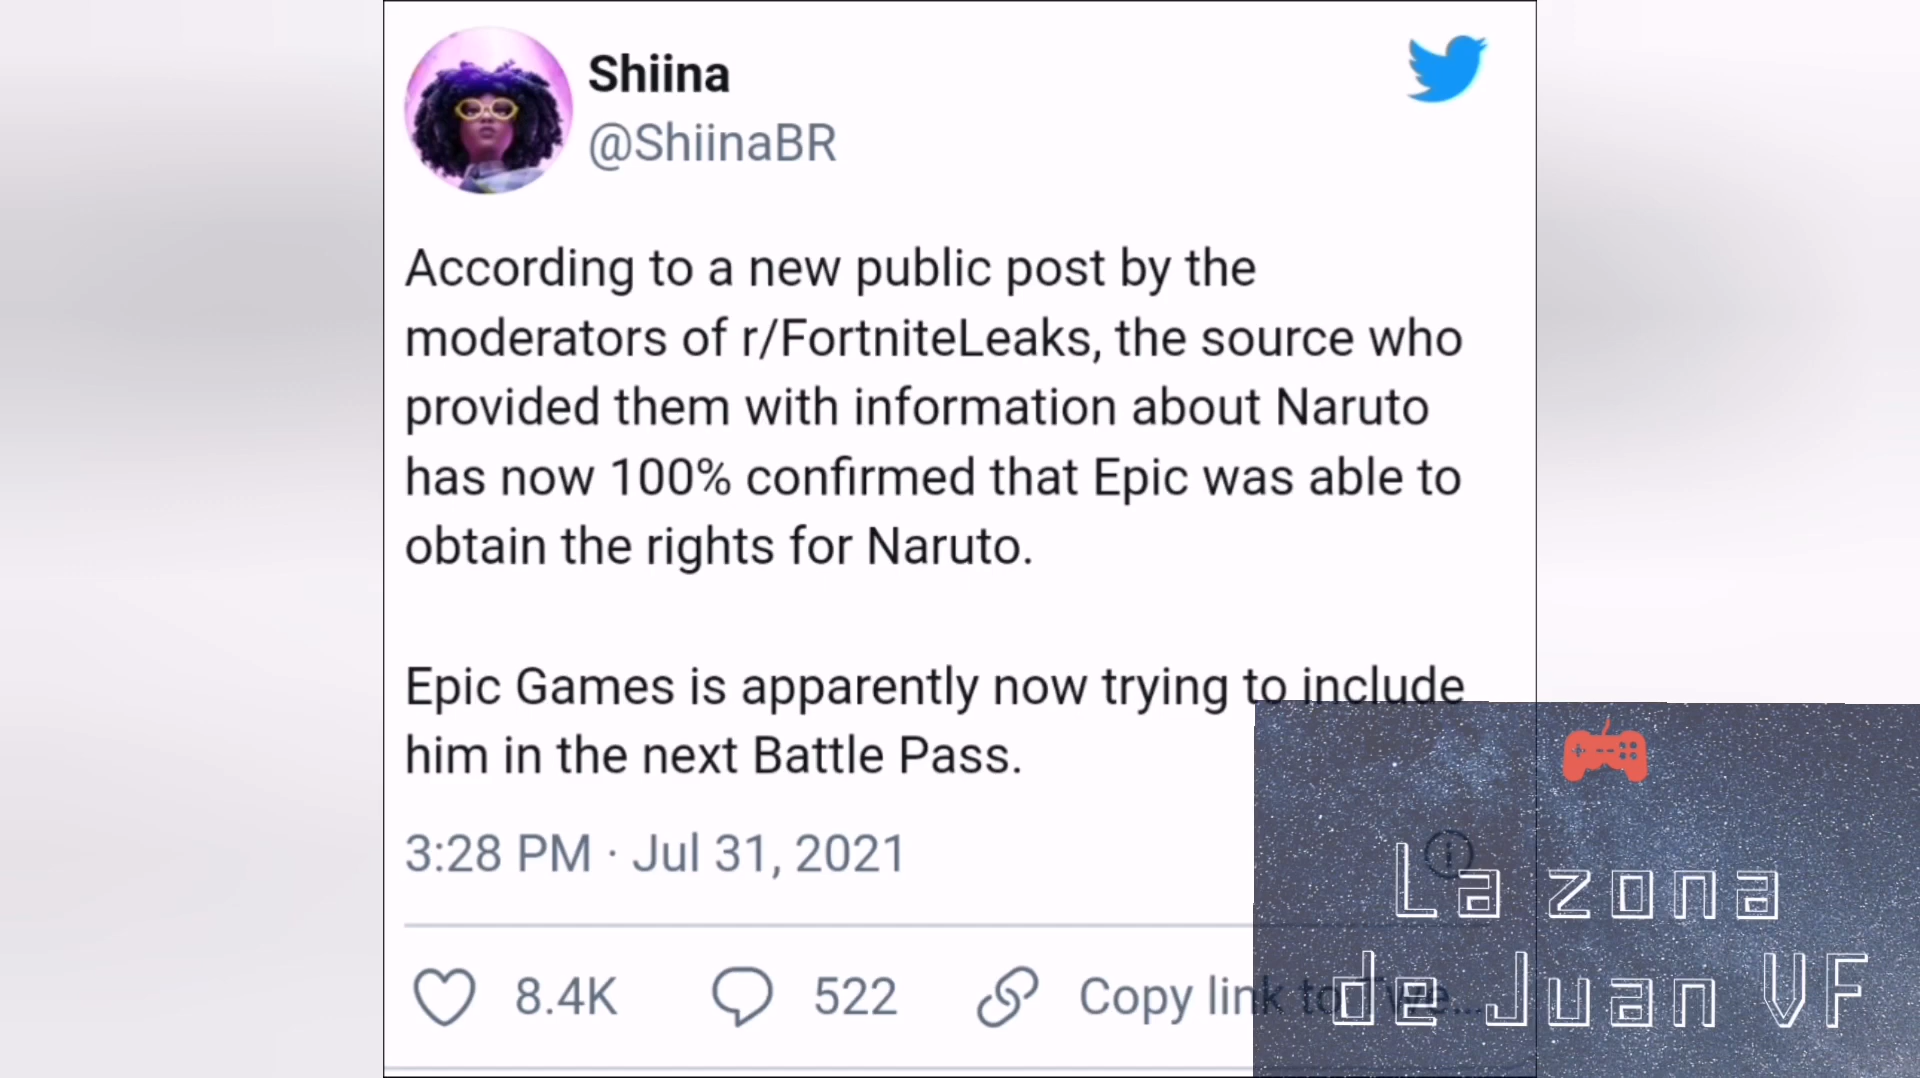 Shiina
@ShiinaBR
According to a new public post by the
moderators of r/FortniteLeaks, the source who
provided them with information about Naruto
has now 100% confirmed that Epic was able to
obtain the rights for Naruto.
Epic Games is apparently now trying to include
him in the next Battle Pass.
3:28 PM · Jul 31, 2021
8.4K 522 Copy link to Twe...
La zona
de Juan VF